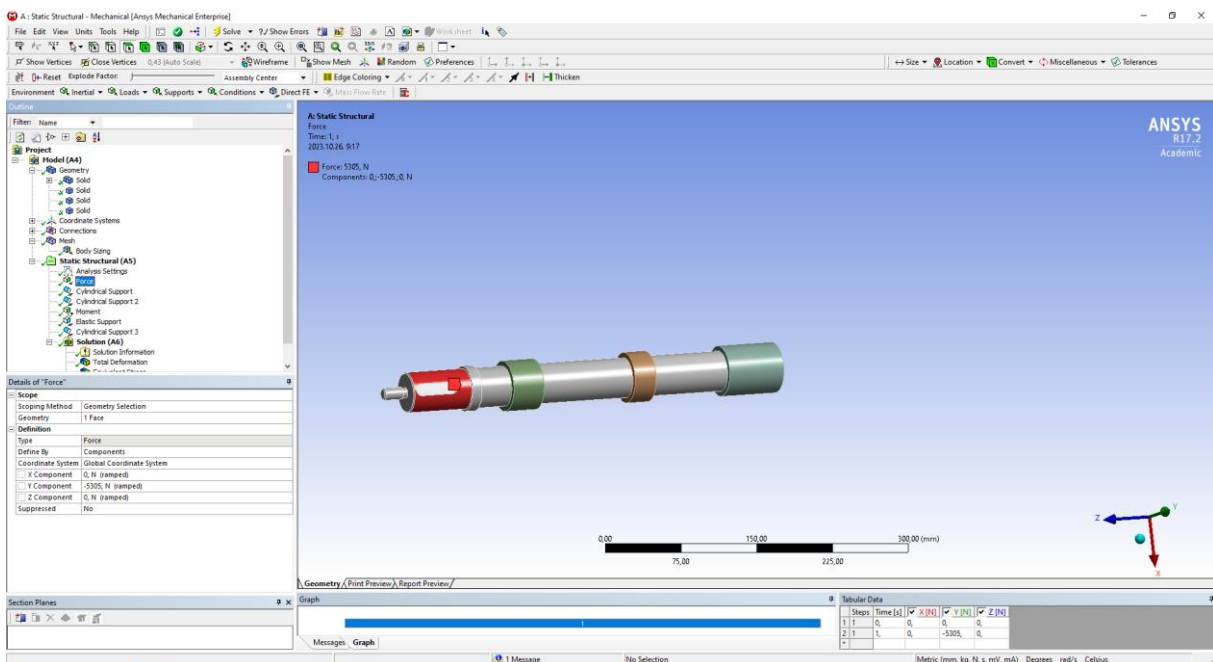 A : Static Structural - Mechanical [Ansys Mechanical Enterprise]
File Edit View Units Tools Help Solve ?/ Show Errors Worksheet
Show Vertices Close Vertices 0,43 (Auto Scale) Wireframe Show Mesh Random Preferences Size Location Convert Miscellaneous Tolerances
Reset Explode Factor: Assembly Center Edge Coloring Thicken
Environment Inertial Loads Supports Conditions Direct FE Mass Flow Rate
Outline
Filter: Name
Project
Model (A4)
Geometry
Solid
Solid
Solid
Solid
Coordinate Systems
Connections
Mesh
Body Sizing
Static Structural (A5)
Analysis Settings
Force
Cylindrical Support
Cylindrical Support 2
Moment
Elastic Support
Cylindrical Support 3
Solution (A6)
Solution Information
Total Deformation
Details of "Force"
Scope
Scoping Method Geometry Selection
Geometry 1 Face
Definition
Type Force
Define By Components
Coordinate System Global Coordinate System
X Component 0, N (ramped)
Y Component -5305, N (ramped)
Z Component 0, N (ramped)
Suppressed No
Section Planes
A: Static Structural
Force
Time: 1, s
2023.10.26. 9:17
Force: 5305, N
Components: 0,;-5305,;0, N
ANSYS
R17.2
Academic
Z
Y
X
0,00 150,00 300,00 (mm)
75,00 225,00
Geometry Print Preview Report Preview
Graph
1
Messages Graph
Tabular Data
Steps Time [s] X [N] Y [N] Z [N]
1 1 0, 0, 0, 0,
2 1 1, 0, -5305, 0,
*
1 Message No Selection Metric (mm, kg, N, s, mV, mA) Degrees rad/s Celsius